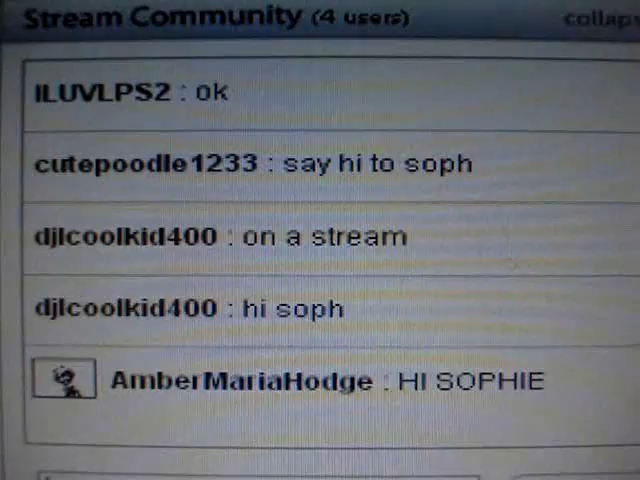 Stream Community (4 users) collaps
ILUVLPS2 : ok
cutepoodle1233 : say hi to soph
djlcoolkid400 : on a stream
djlcoolkid400 : hi soph
AmberMariaHodge : HI SOPHIE